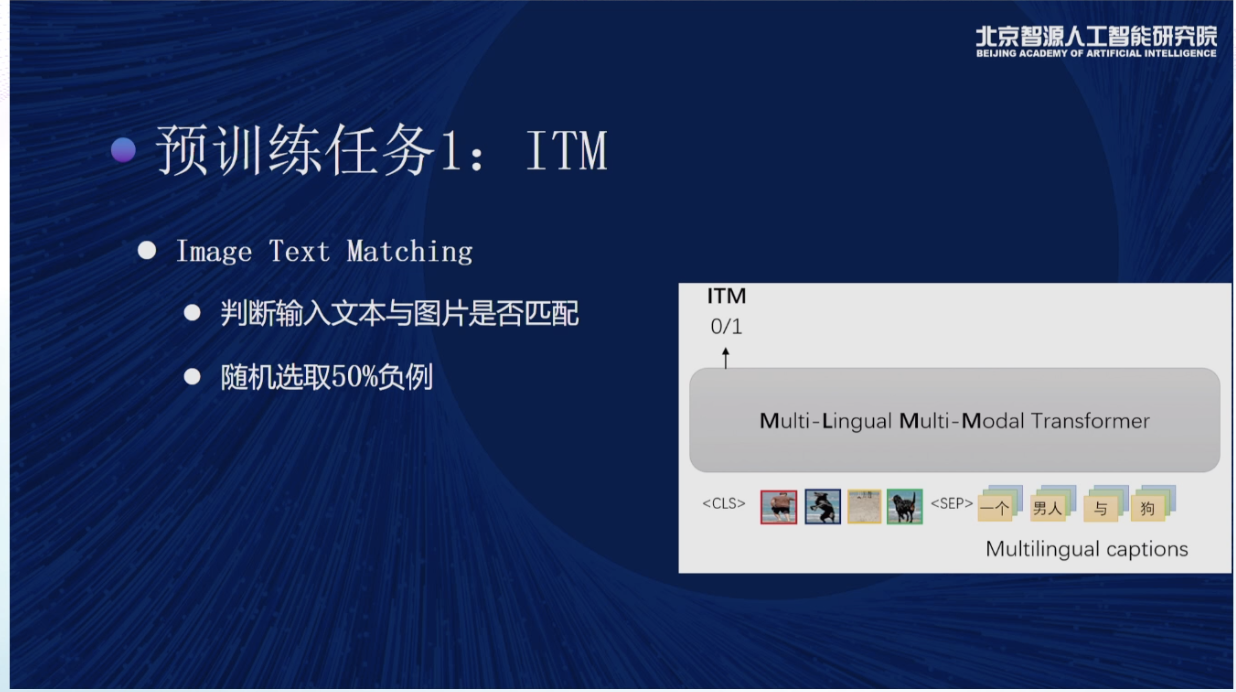 北京智源人工智能研究院
BEIJING ACADEMY OF ARTIFICIAL INTELLIGENCE
预训练任务1：ITM
Image Text Matching
判断输入文本与图片是否匹配
随机选取50%负例
ITM
0/1
Multi-Lingual Multi-Modal Transformer
<CLS> <SEP> 一个 男人 与 狗
Multilingual captions